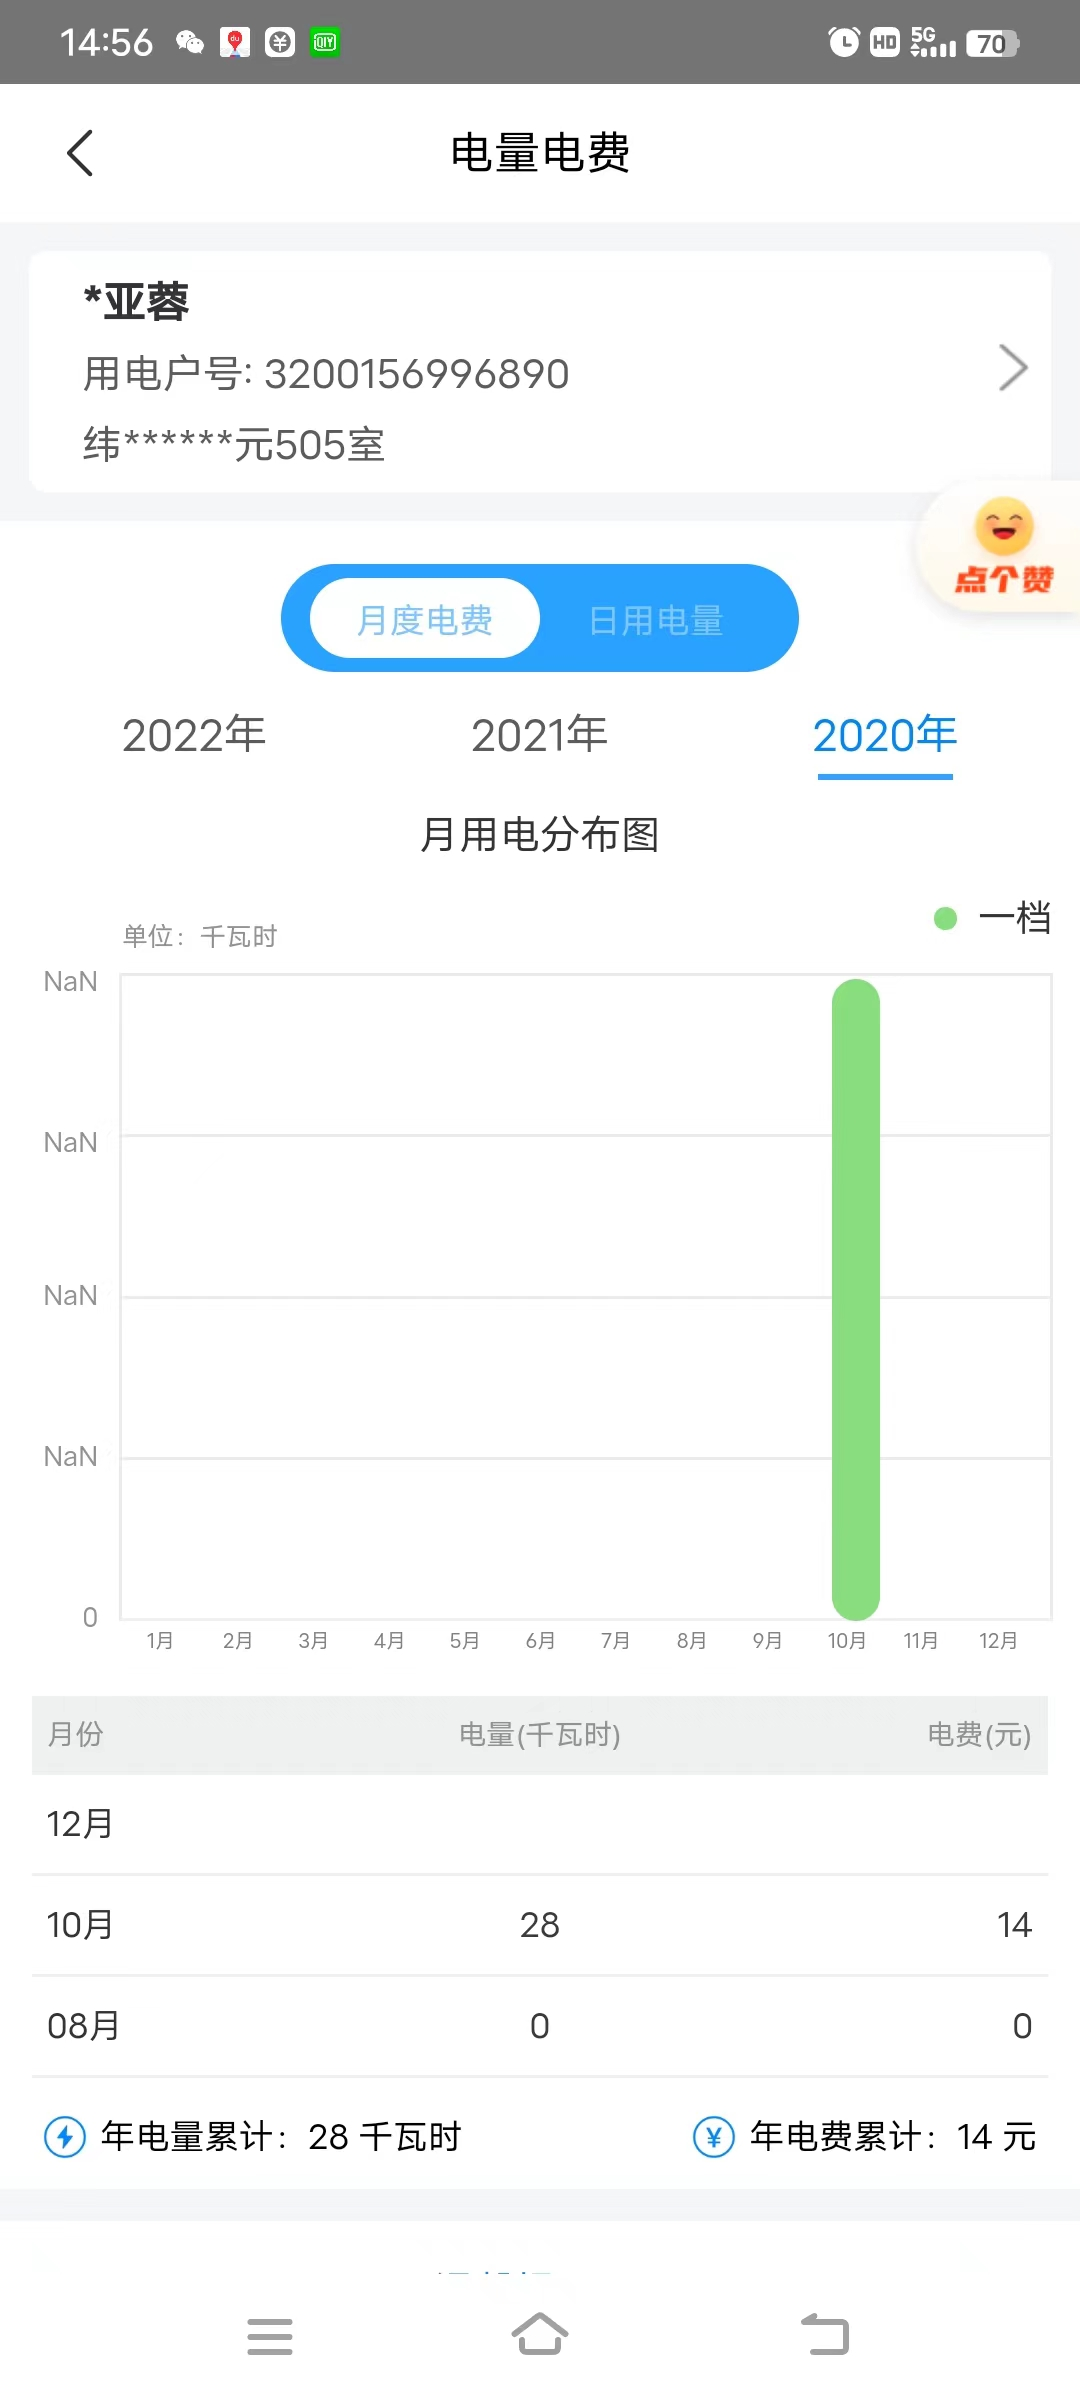 14:56 HD 5G 70
电量电费
*亚蓉
用电户号: 3200156996890
纬******元505室
点个赞
月度电费 日用电量
2022年 2021年 2020年
月用电分布图
单位：千瓦时 一档
NaN
NaN
NaN
NaN
0
1月 2月 3月 4月 5月 6月 7月 8月 9月 10月 11月 12月
月份 电量(千瓦时) 电费(元)
12月
10月 28 14
08月 0 0
年电量累计：28 千瓦时 ¥ 年电费累计：14 元